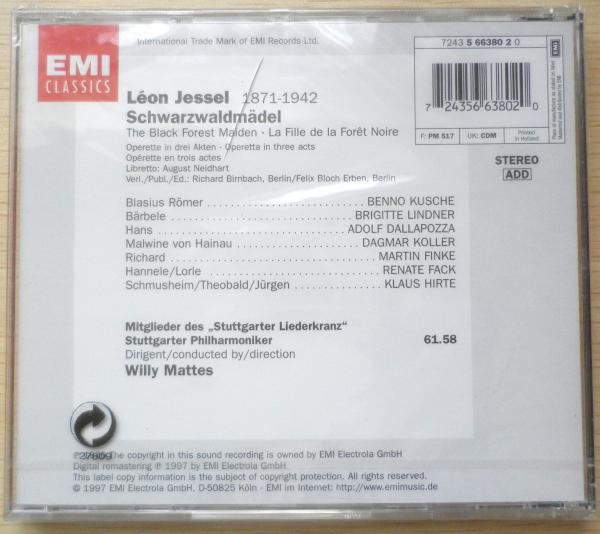 EMI
CLASSICS
International Trade Mark of EMI Records Ltd.
7243 5 66380 2 0
7 24356 63802 0
F: PM 517
UK: CDM
Printed in Holland
STEREO
ADD
Léon Jessel 1871-1942
Schwarzwaldmädel
The Black Forest Maiden · La Fille de la Forêt Noire
Operette in drei Akten · Operetta in three acts
Opérette en trois actes
Libretto: August Neidhart
Verl./Publ./Ed.: Richard Birnbach, Berlin/Felix Bloch Erben, Berlin
Blasius Römer BENNO KUSCHE
Bärbele BRIGITTE LINDNER
Hans ADOLF DALLAPOZZA
Malwine von Hainau DAGMAR KOLLER
Richard MARTIN FINKE
Hannele/Lorle RENATE FACK
Schmusheim/Theobald/Jürgen KLAUS HIRTE
Mitglieder des „Stuttgarter Liederkranz“
Stuttgarter Philharmoniker 61.58
Dirigent/conducted by/direction
Willy Mattes
The copyright in this sound recording is owned by EMI Electrola GmbH
Digital remastering ℗ 1997 by EMI Electrola GmbH
This label copy information is the subject of copyright protection. All rights reserved.
© 1997 EMI Electrola GmbH, D-50825 Köln · EMI im Internet: http://www.emimusic.de